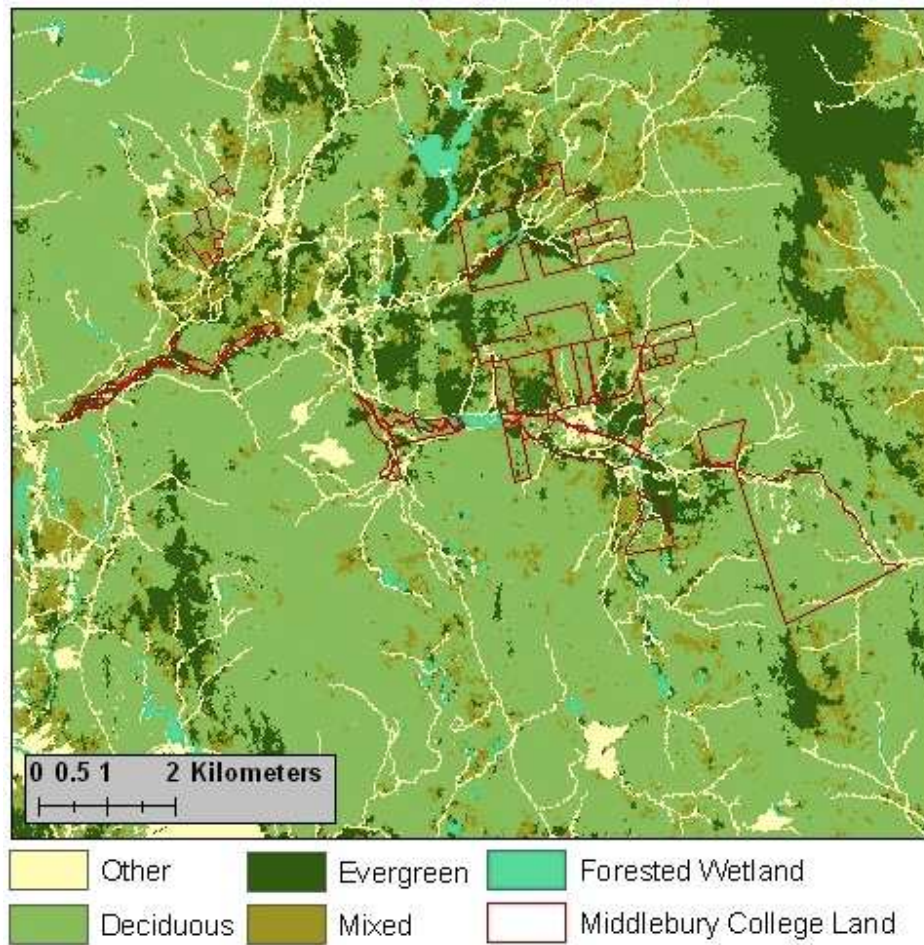 0 0.5 1 2 Kilometers
Other Evergreen Forested Wetland
Deciduous Mixed Middlebury College Land